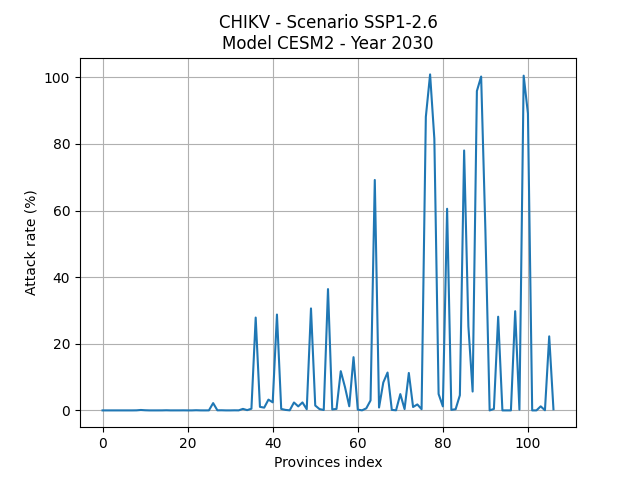 CHIKV - Scenario SSP1-2.6
Model CESM2 - Year 2030
100
80
60
40
20
0
Attack rate (%)
0 20 40 60 80 100
Provinces index